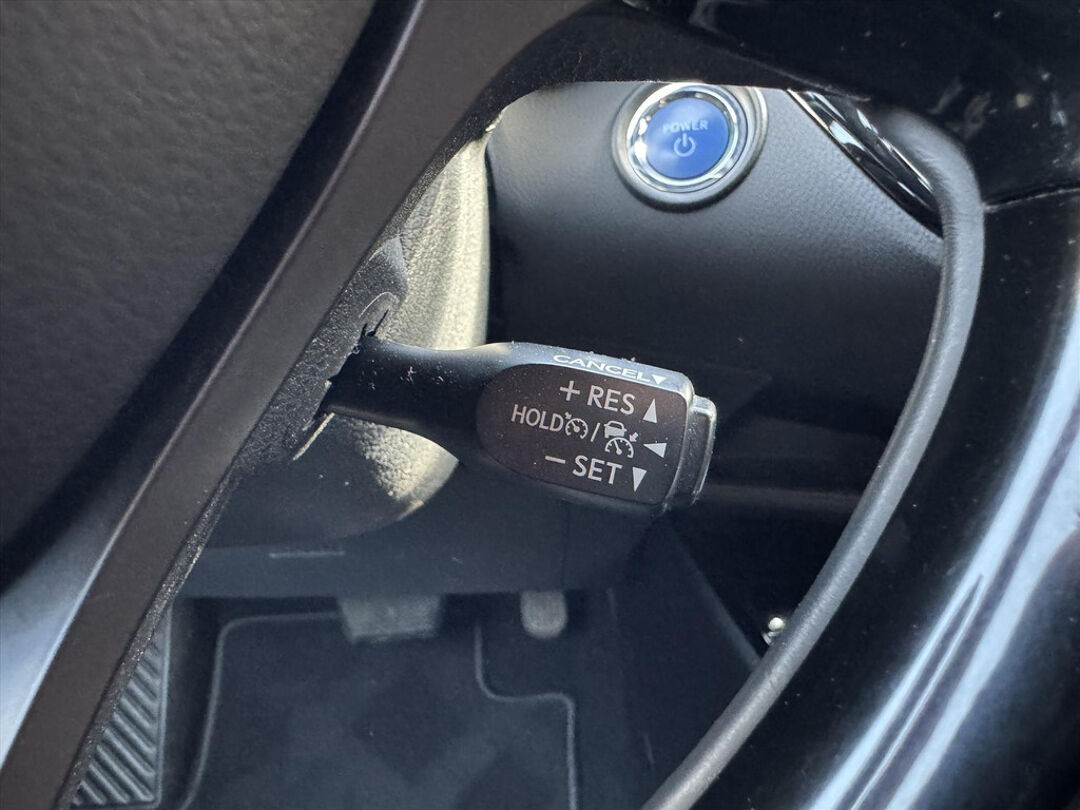 POWER
CANCEL▼
+ RES ▲
HOLD / ◀
− SET ▼